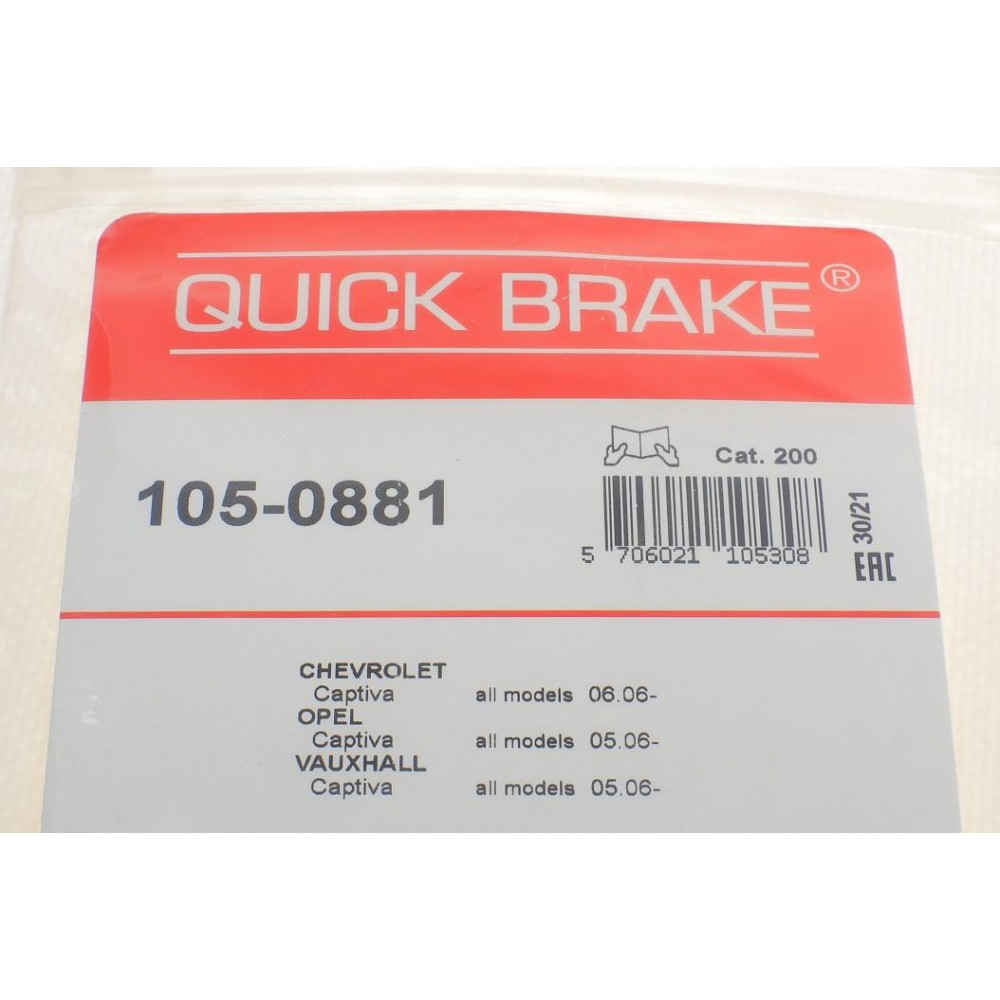 QUICK BRAKE®
105-0881
Cat. 200
5 706021 105308
30/21
EAC
CHEVROLET
Captiva all models 06.06-
OPEL
Captiva all models 05.06-
VAUXHALL
Captiva all models 05.06-